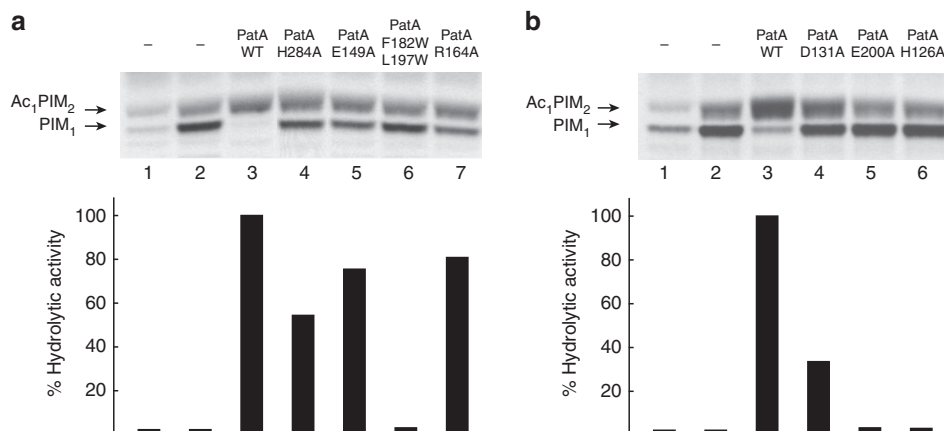 a
–
–
PatA
WT
PatA
H284A
PatA
E149A
PatA
F182W
L197W
PatA
R164A
Ac1PIM2
PIM1
1 2 3 4 5 6 7
% Hydrolytic activity
100
80
60
40
20
b
–
–
PatA
WT
PatA
D131A
PatA
E200A
PatA
H126A
Ac1PIM2
PIM1
1 2 3 4 5 6
% Hydrolytic activity
100
80
60
40
20